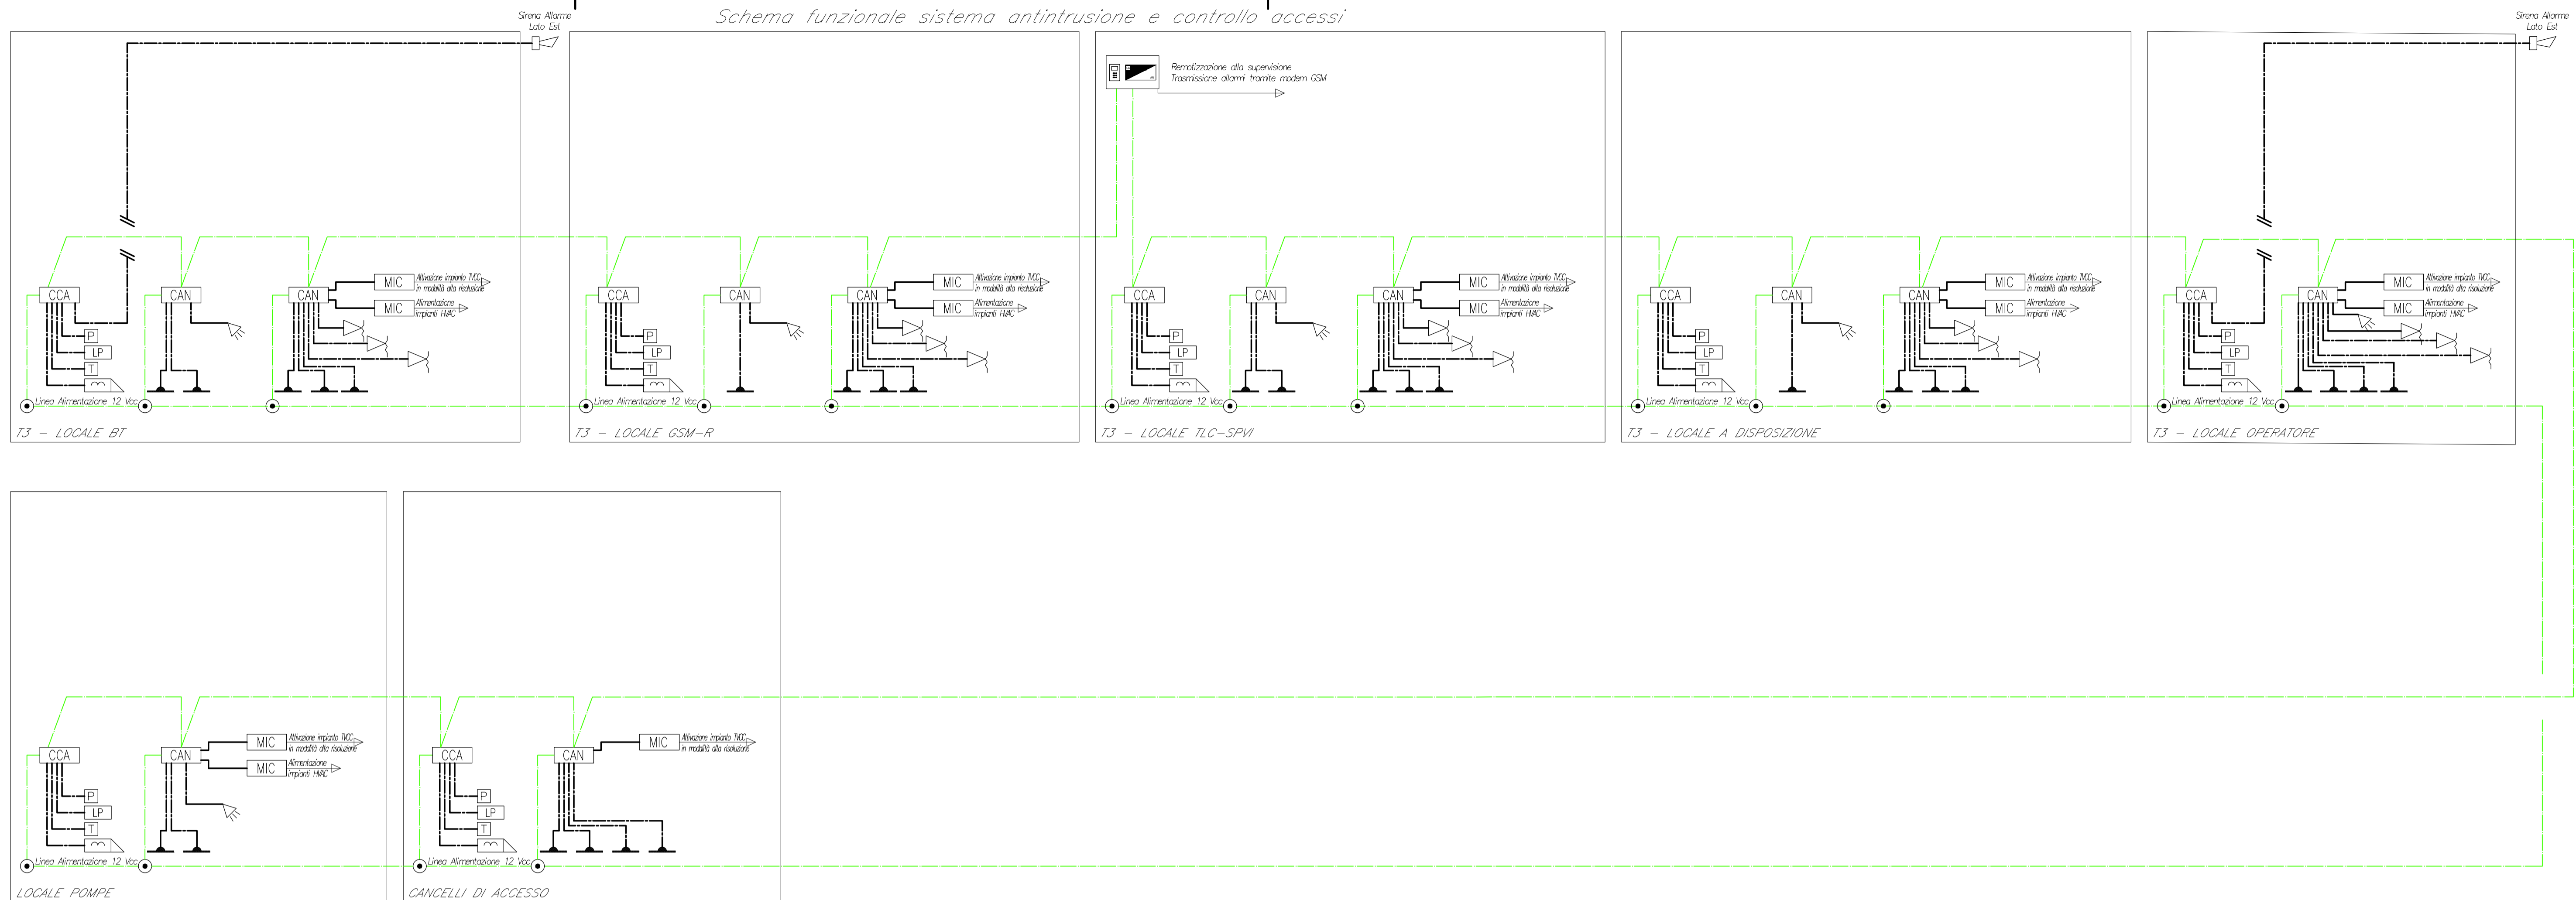 Schema funzionale sistema antintrusione e controllo accessi
Sirena Allarme
Lato Est
CCA
CAN
CAN
MIC
Attivazione impianto TVCC
in modalità alta risoluzione
MIC
Alimentazione
impianti HVAC
P
LP
T
Linea Alimentazione 12 Vcc
T3 - LOCALE BT
CCA
CAN
CAN
MIC
Attivazione impianto TVCC
in modalità alta risoluzione
MIC
Alimentazione
impianti HVAC
P
LP
T
Linea Alimentazione 12 Vcc
T3 - LOCALE GSM-R
Remotizzazione alla supervisione
Trasmissione allarmi tramite modem GSM
CCA
CAN
CAN
MIC
Attivazione impianto TVCC
in modalità alta risoluzione
MIC
Alimentazione
impianti HVAC
P
LP
T
Linea Alimentazione 12 Vcc
T3 - LOCALE TLC-SPVI
CCA
CAN
CAN
MIC
Attivazione impianto TVCC
in modalità alta risoluzione
MIC
Alimentazione
impianti HVAC
P
LP
T
Linea Alimentazione 12 Vcc
T3 - LOCALE A DISPOSIZIONE
Sirena Allarme
Lato Est
CCA
CAN
MIC
Attivazione impianto TVCC
in modalità alta risoluzione
MIC
Alimentazione
impianti HVAC
P
LP
T
Linea Alimentazione 12 Vcc
T3 - LOCALE OPERATORE
CCA
CAN
MIC
Attivazione impianto TVCC
in modalità alta risoluzione
MIC
Alimentazione
impianti HVAC
P
LP
T
Linea Alimentazione 12 Vcc
LOCALE POMPE
CCA
CAN
MIC
Attivazione impianto TVCC
in modalità alta risoluzione
P
LP
T
Linea Alimentazione 12 Vcc
CANCELLI DI ACCESSO